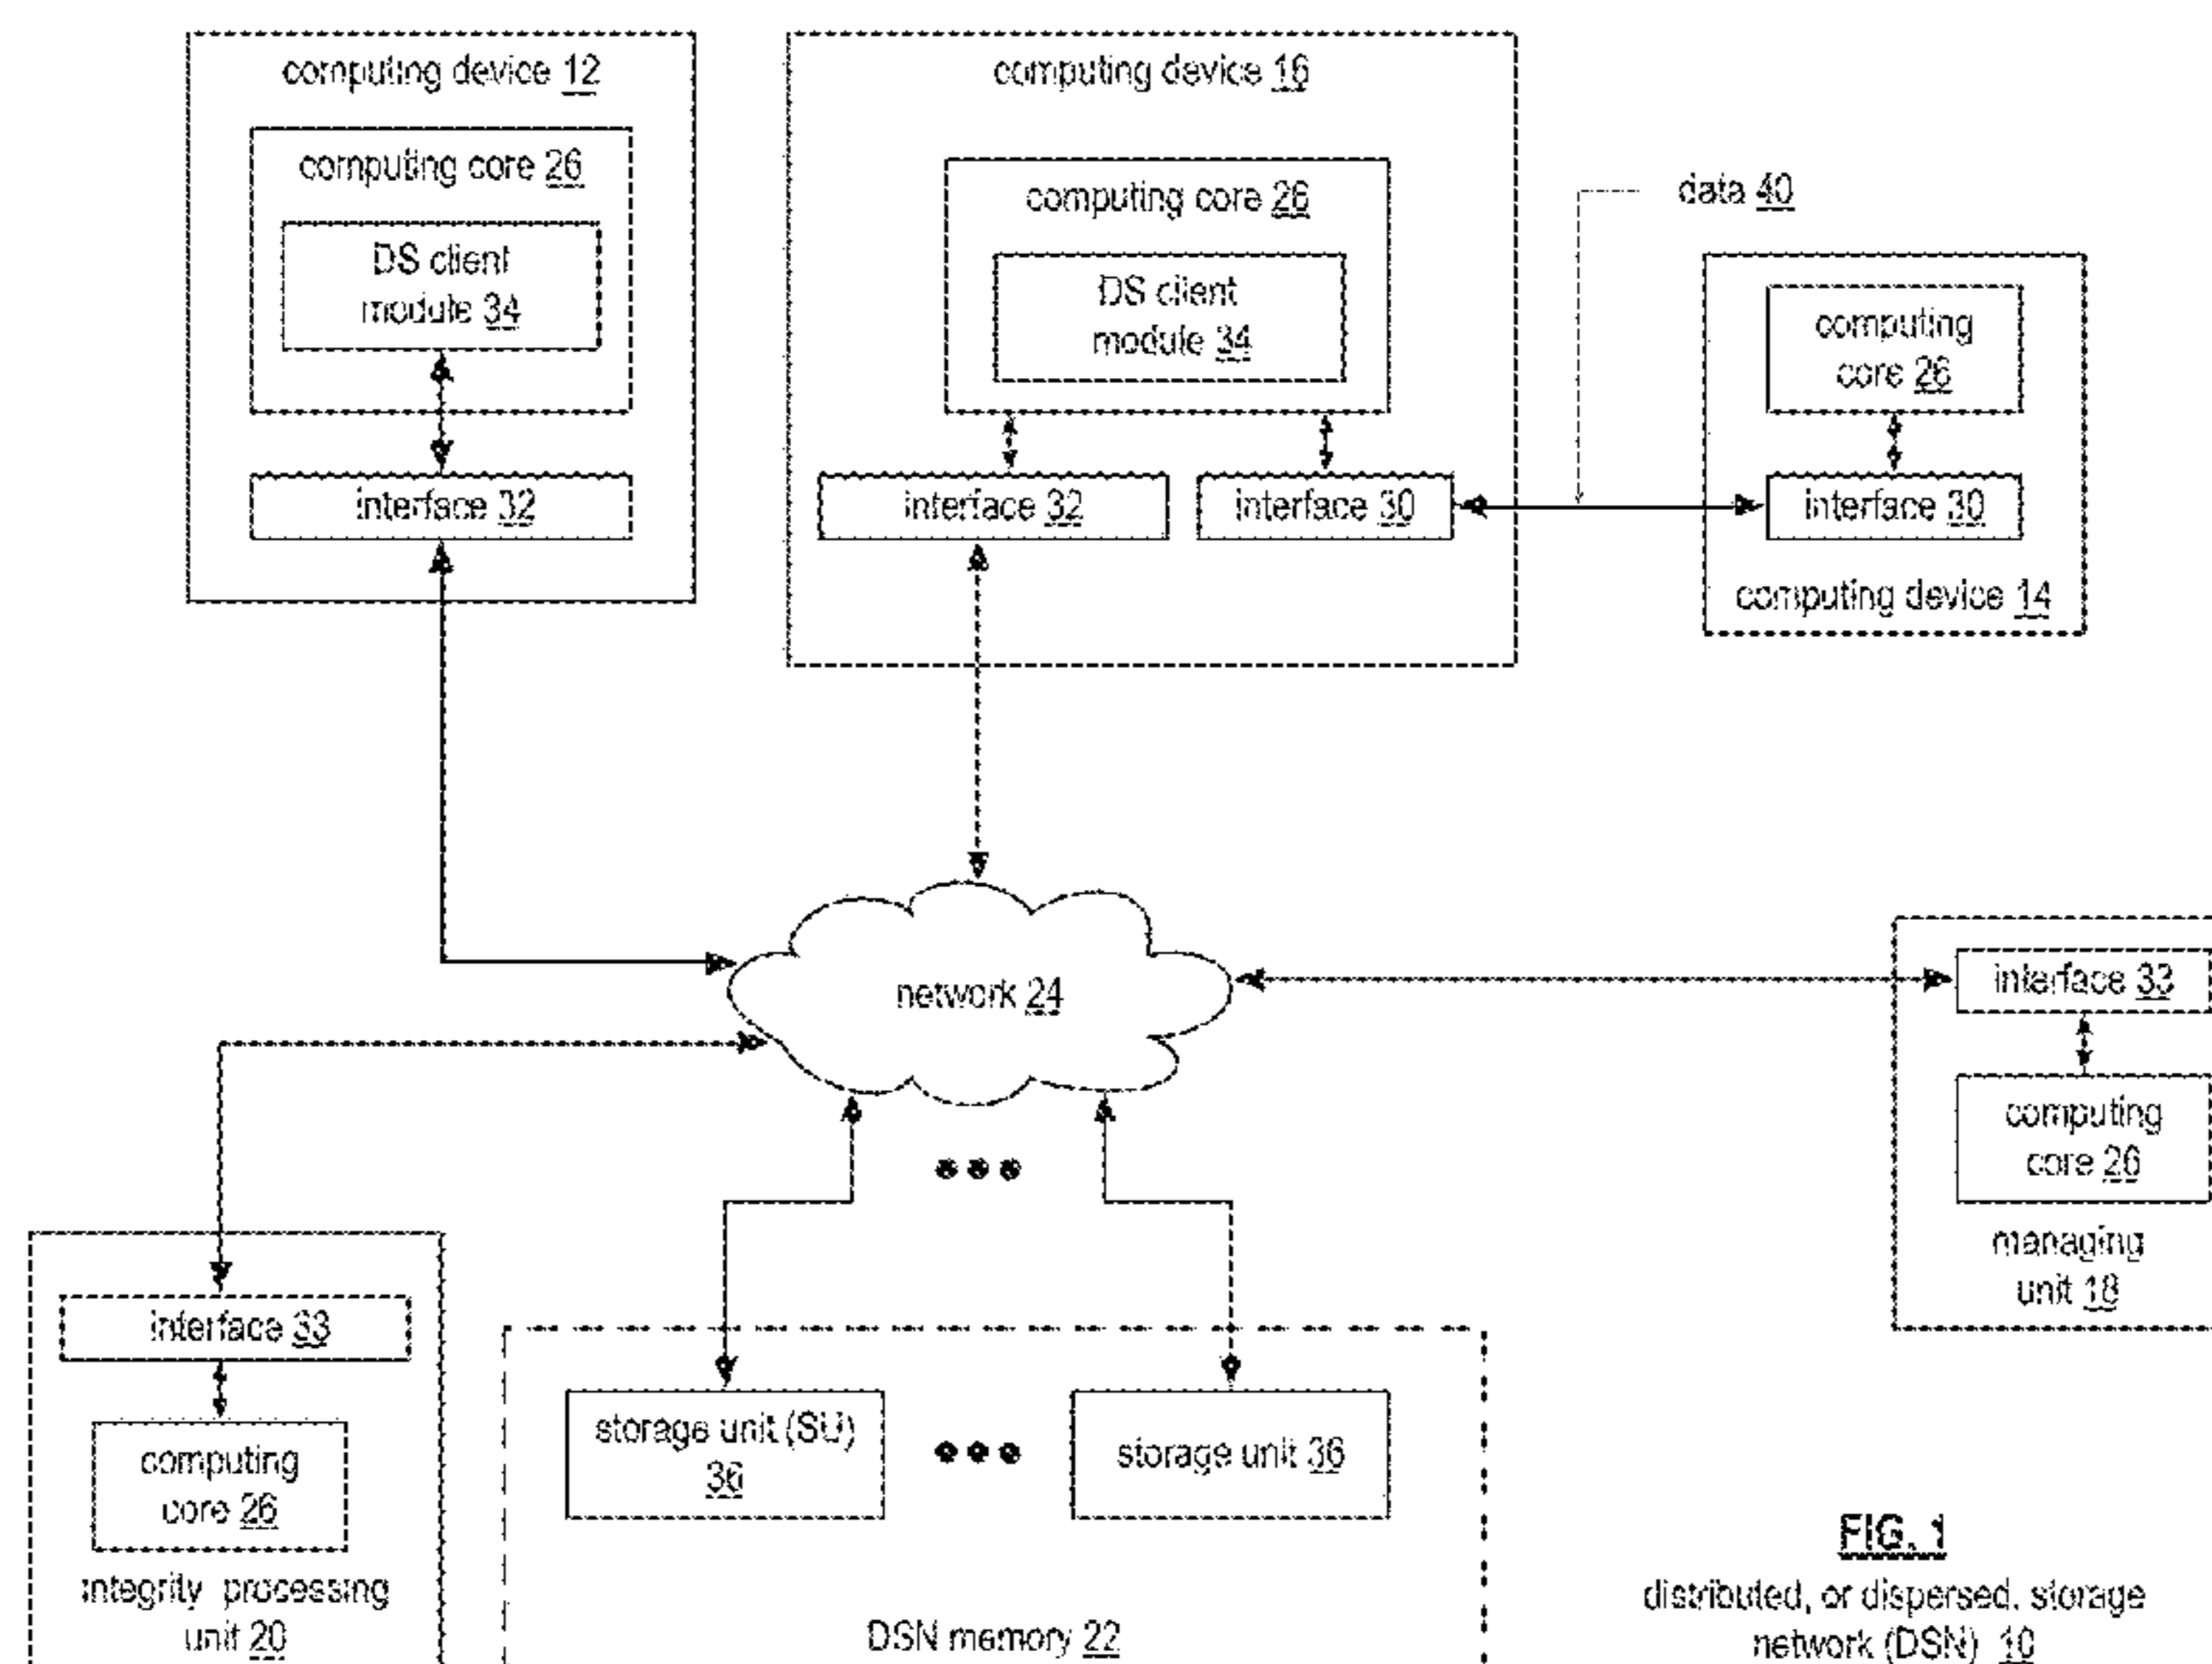 computing device 12
computing core 26
DS client
module 34
interface 32
computing device 16
computing core 26
DS client
module 34
interface 32
interface 30
data 40
computing
core 26
interface 30
computing device 14
network 24
interface 33
computing
core 26
managing
unit 18
interface 33
computing
core 26
integrity processing
unit 20
storage unit (SU)
36
storage unit 36
DSN memory 22
FIG. 1
distributed, or dispersed, storage
network (DSN) 10